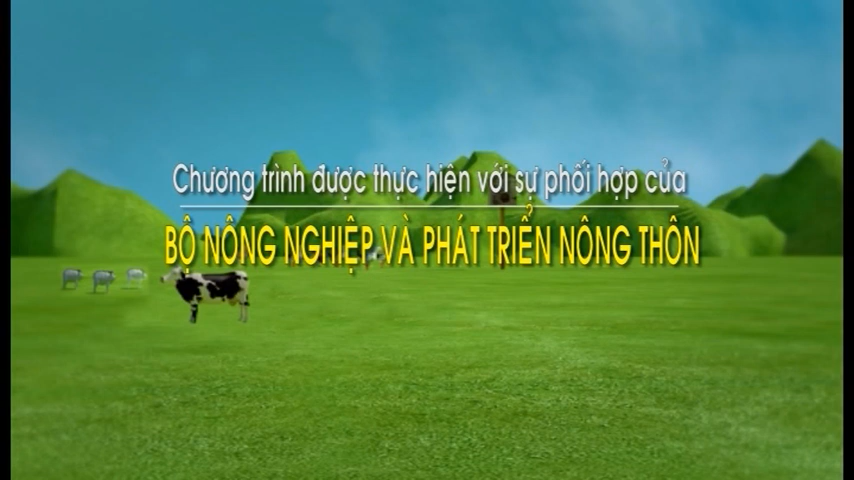 Chương trình được thực hiện với sự phối hợp của
BỘ NÔNG NGHIỆP VÀ PHÁT TRIỂN NÔNG THÔN